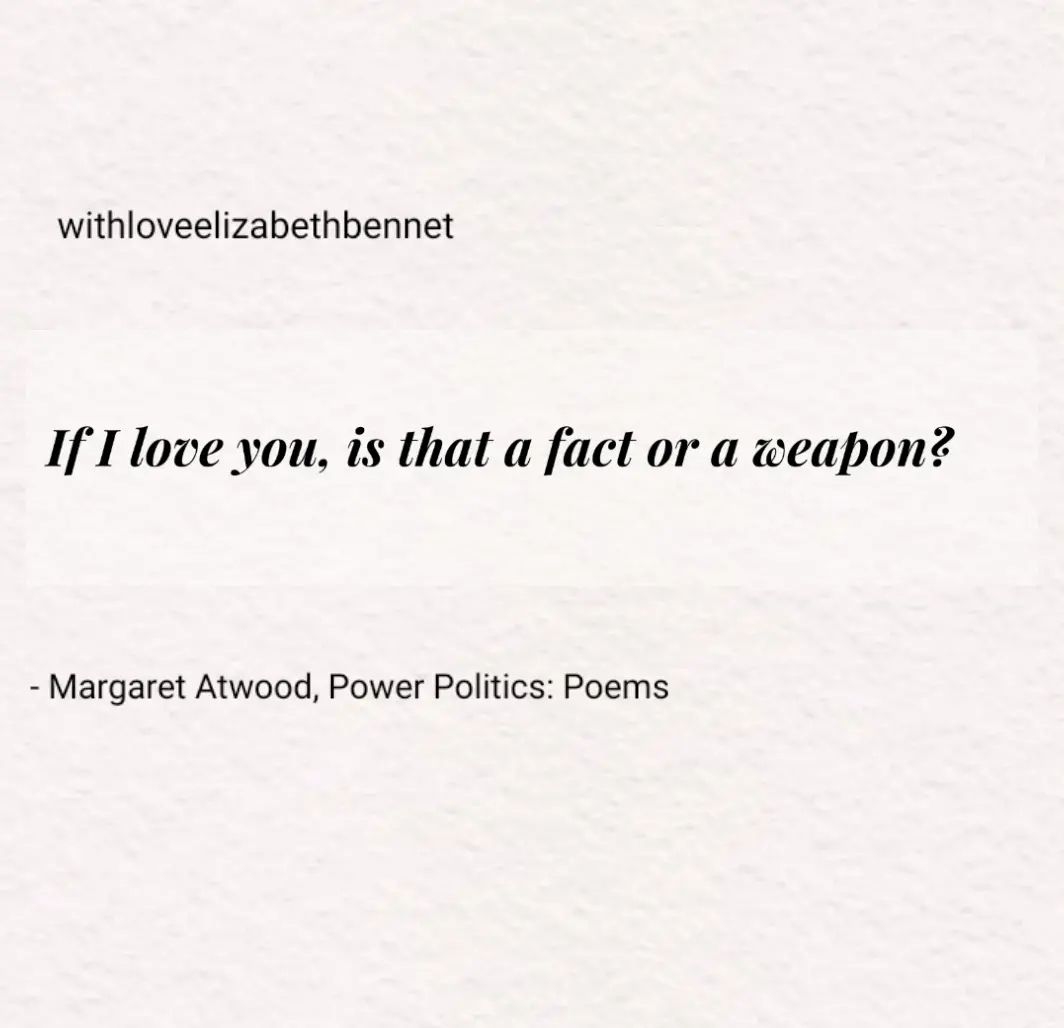 withloveelizabethbennet
If I love you, is that a fact or a weapon?
- Margaret Atwood, Power Politics: Poems